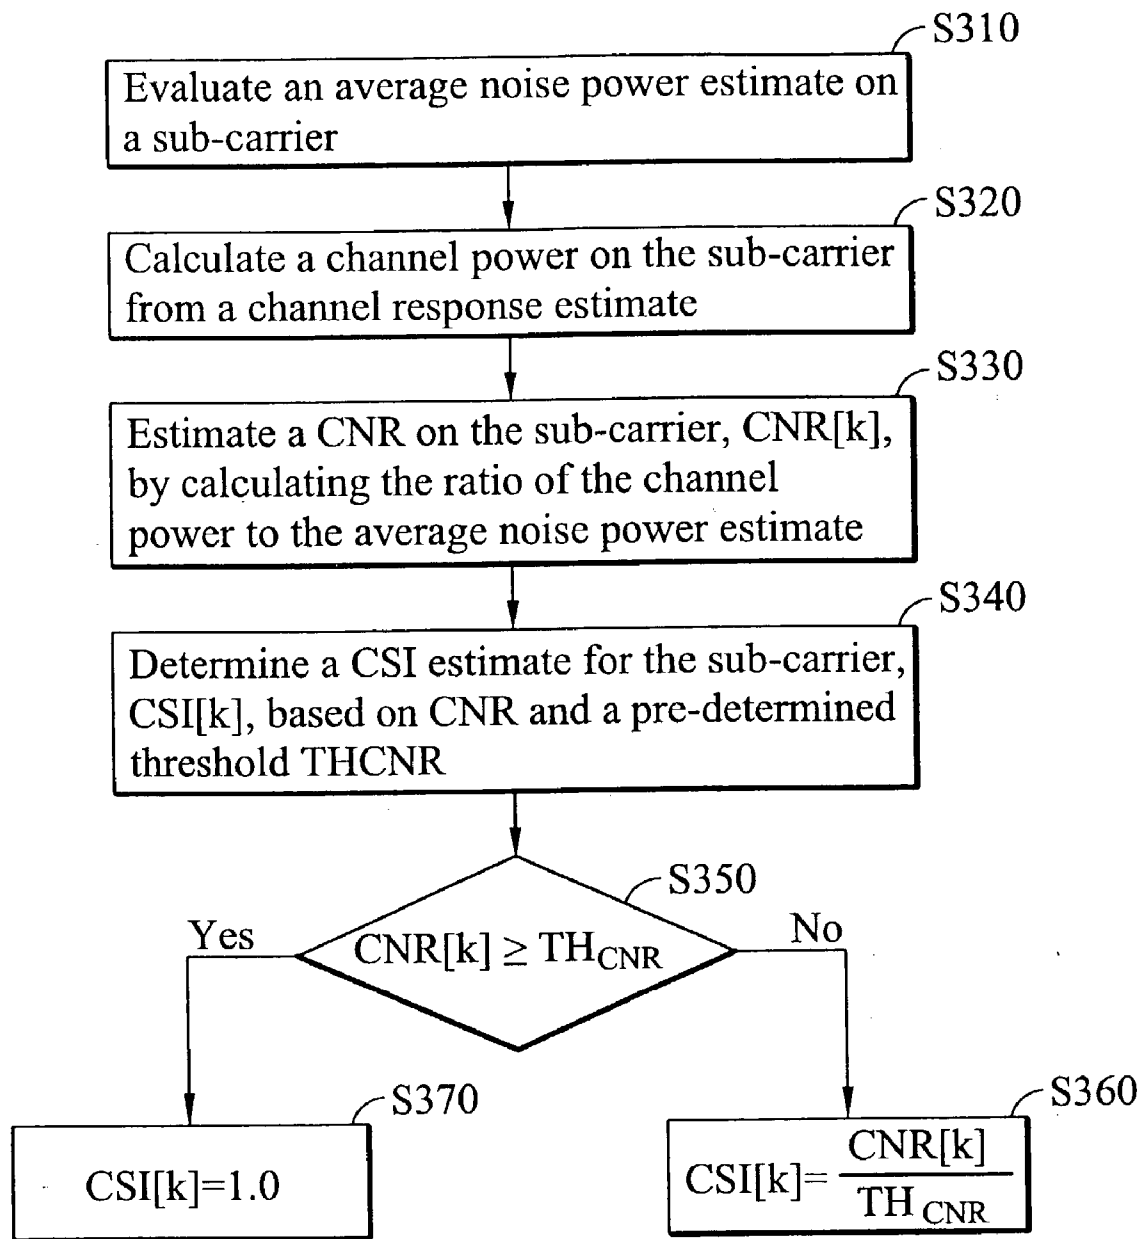 S310
Evaluate an average noise power estimate on
a sub-carrier
S320
Calculate a channel power on the sub-carrier
from a channel response estimate
S330
Estimate a CNR on the sub-carrier, CNR[k],
by calculating the ratio of the channel
power to the average noise power estimate
S340
Determine a CSI estimate for the sub-carrier,
CSI[k], based on CNR and a pre-determined
threshold THCNR
S350
Yes
CNR[k] ≥ TH_CNR
No
S370
CSI[k]=1.0
S360
CSI[k]= CNR[k]
TH_CNR